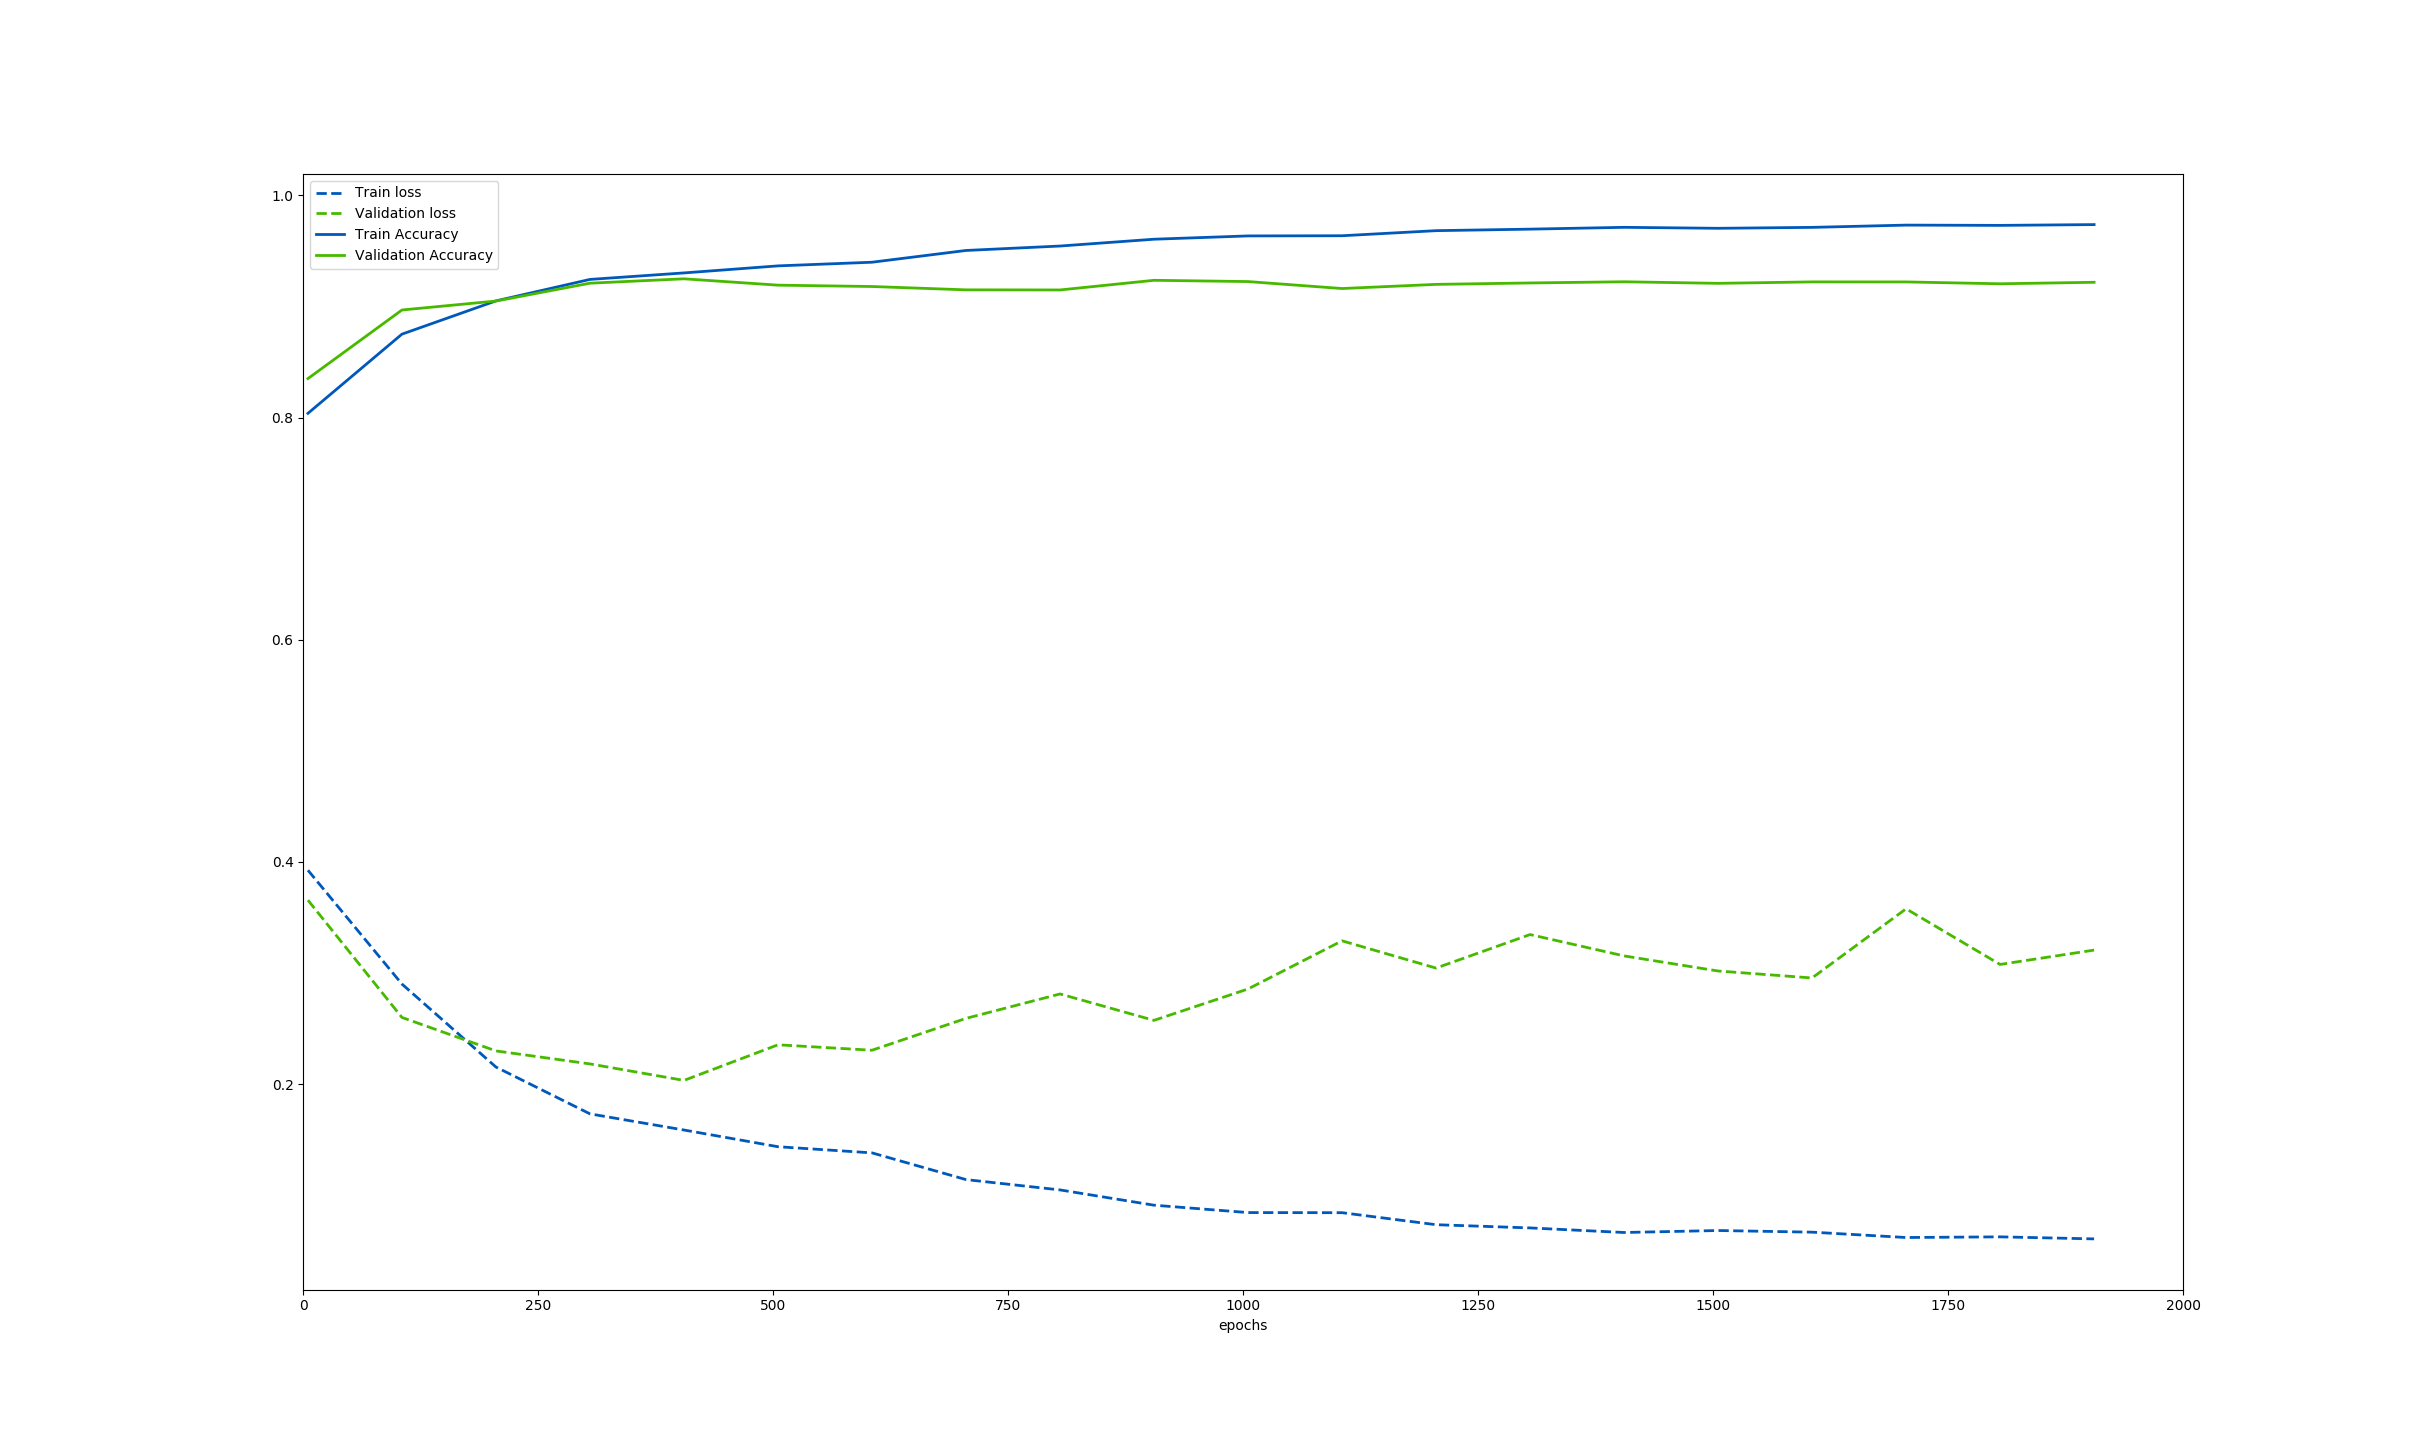 1.0
0.8
0.6
0.4
0.2
Train loss
Validation loss
Train Accuracy
Validation Accuracy
0 250 500 750 1000 1250 1500 1750 2000
epochs